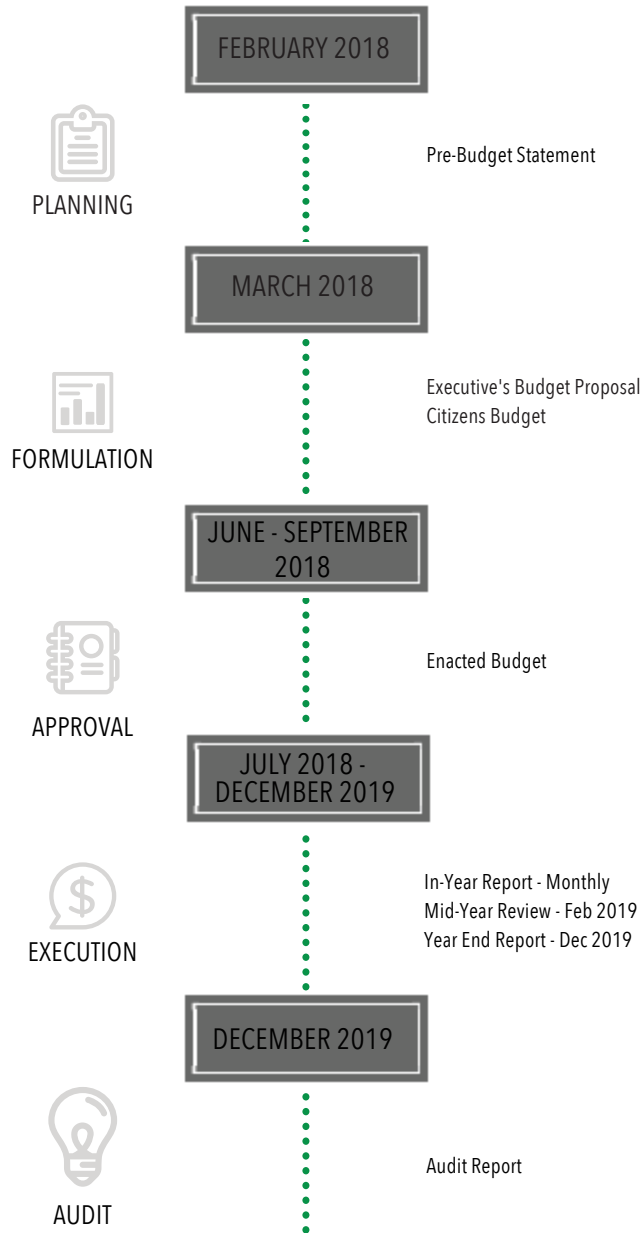 FEBRUARY 2018
Pre-Budget Statement
PLANNING
MARCH 2018
Executive's Budget Proposal
Citizens Budget
FORMULATION
JUNE - SEPTEMBER
2018
Enacted Budget
APPROVAL
JULY 2018 -
DECEMBER 2019
In-Year Report - Monthly
Mid-Year Review - Feb 2019
Year End Report - Dec 2019
EXECUTION
DECEMBER 2019
Audit Report
AUDIT